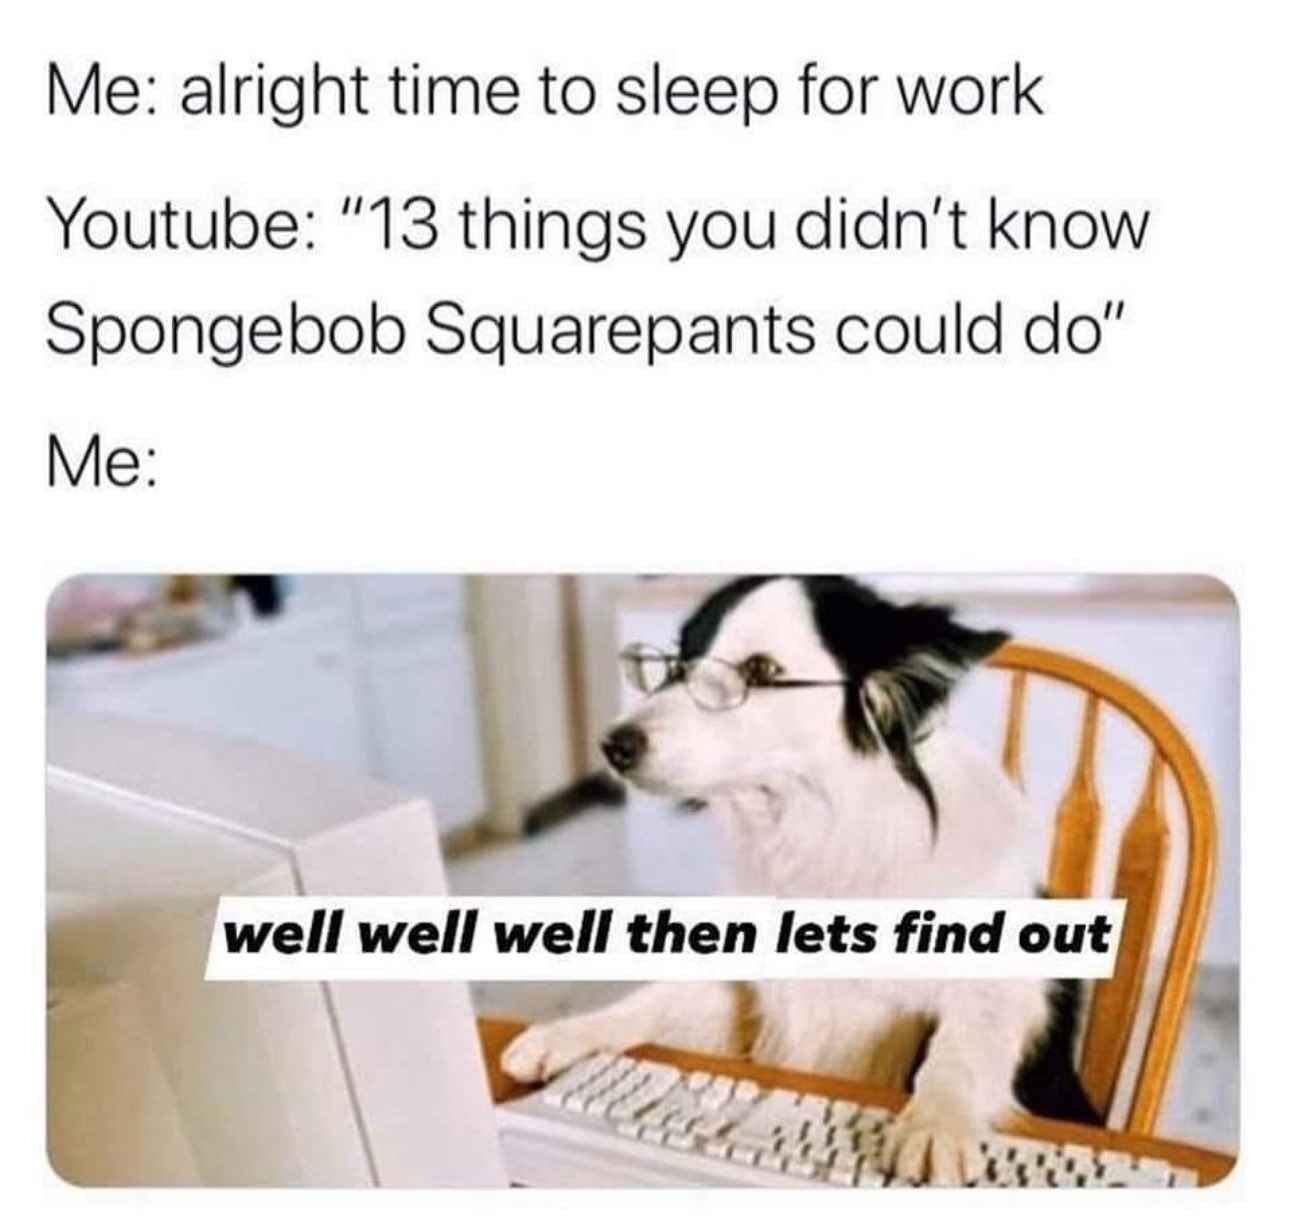 Me: alright time to sleep for work
Youtube: "13 things you didn't know
Spongebob Squarepants could do"
Me:
well well well then lets find out